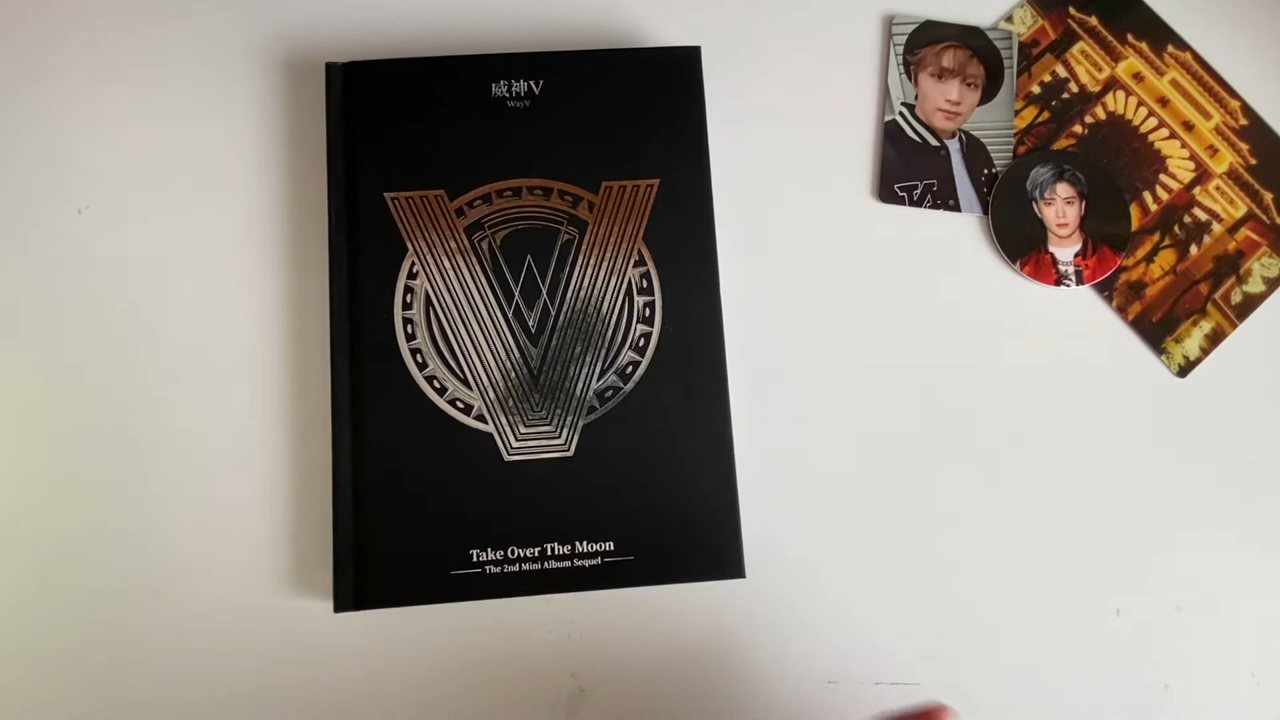 威神V
WayV
Take Over The Moon
The 2nd Mini Album Sequel